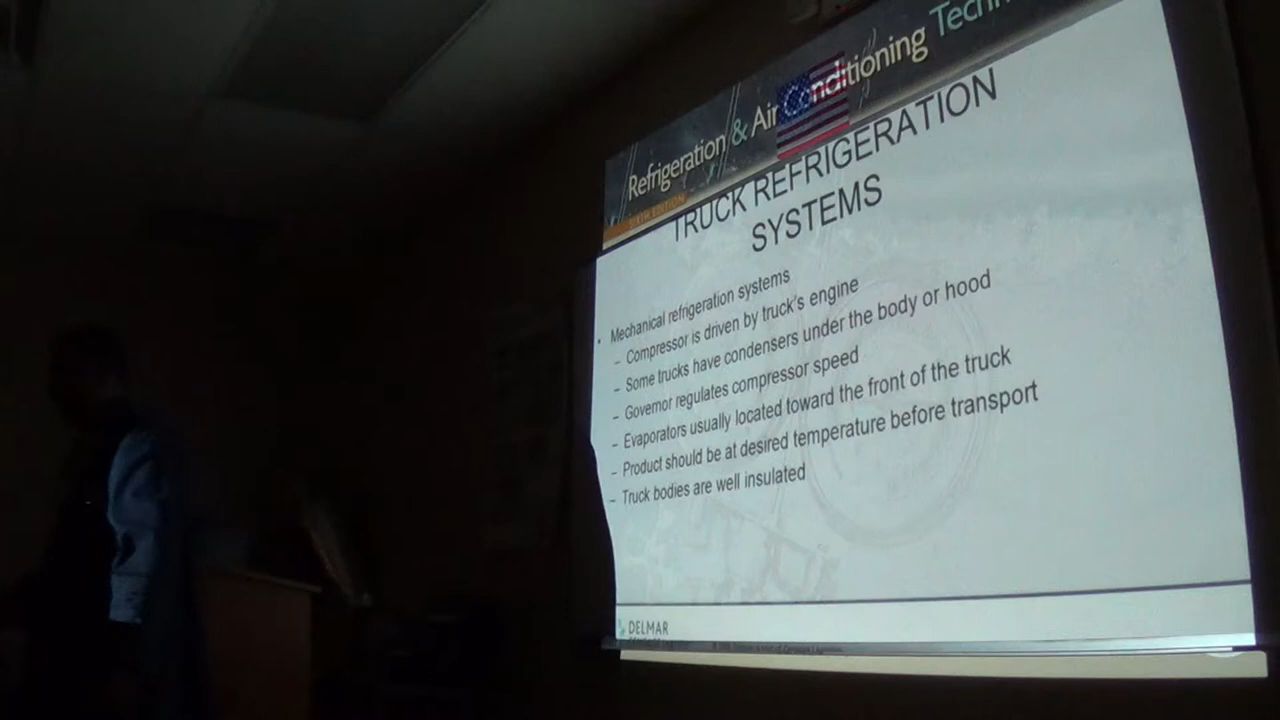 Refrigeration & Air Conditioning
SIXTH EDITION
TRUCK REFRIGERATION
SYSTEMS
• Mechanical refrigeration systems
– Compressor is driven by truck's engine
– Some trucks have condensers under the body or hood
– Governor regulates compressor speed
– Evaporators usually located toward the front of the truck
– Product should be at desired temperature before transport
– Truck bodies are well insulated
DELMAR